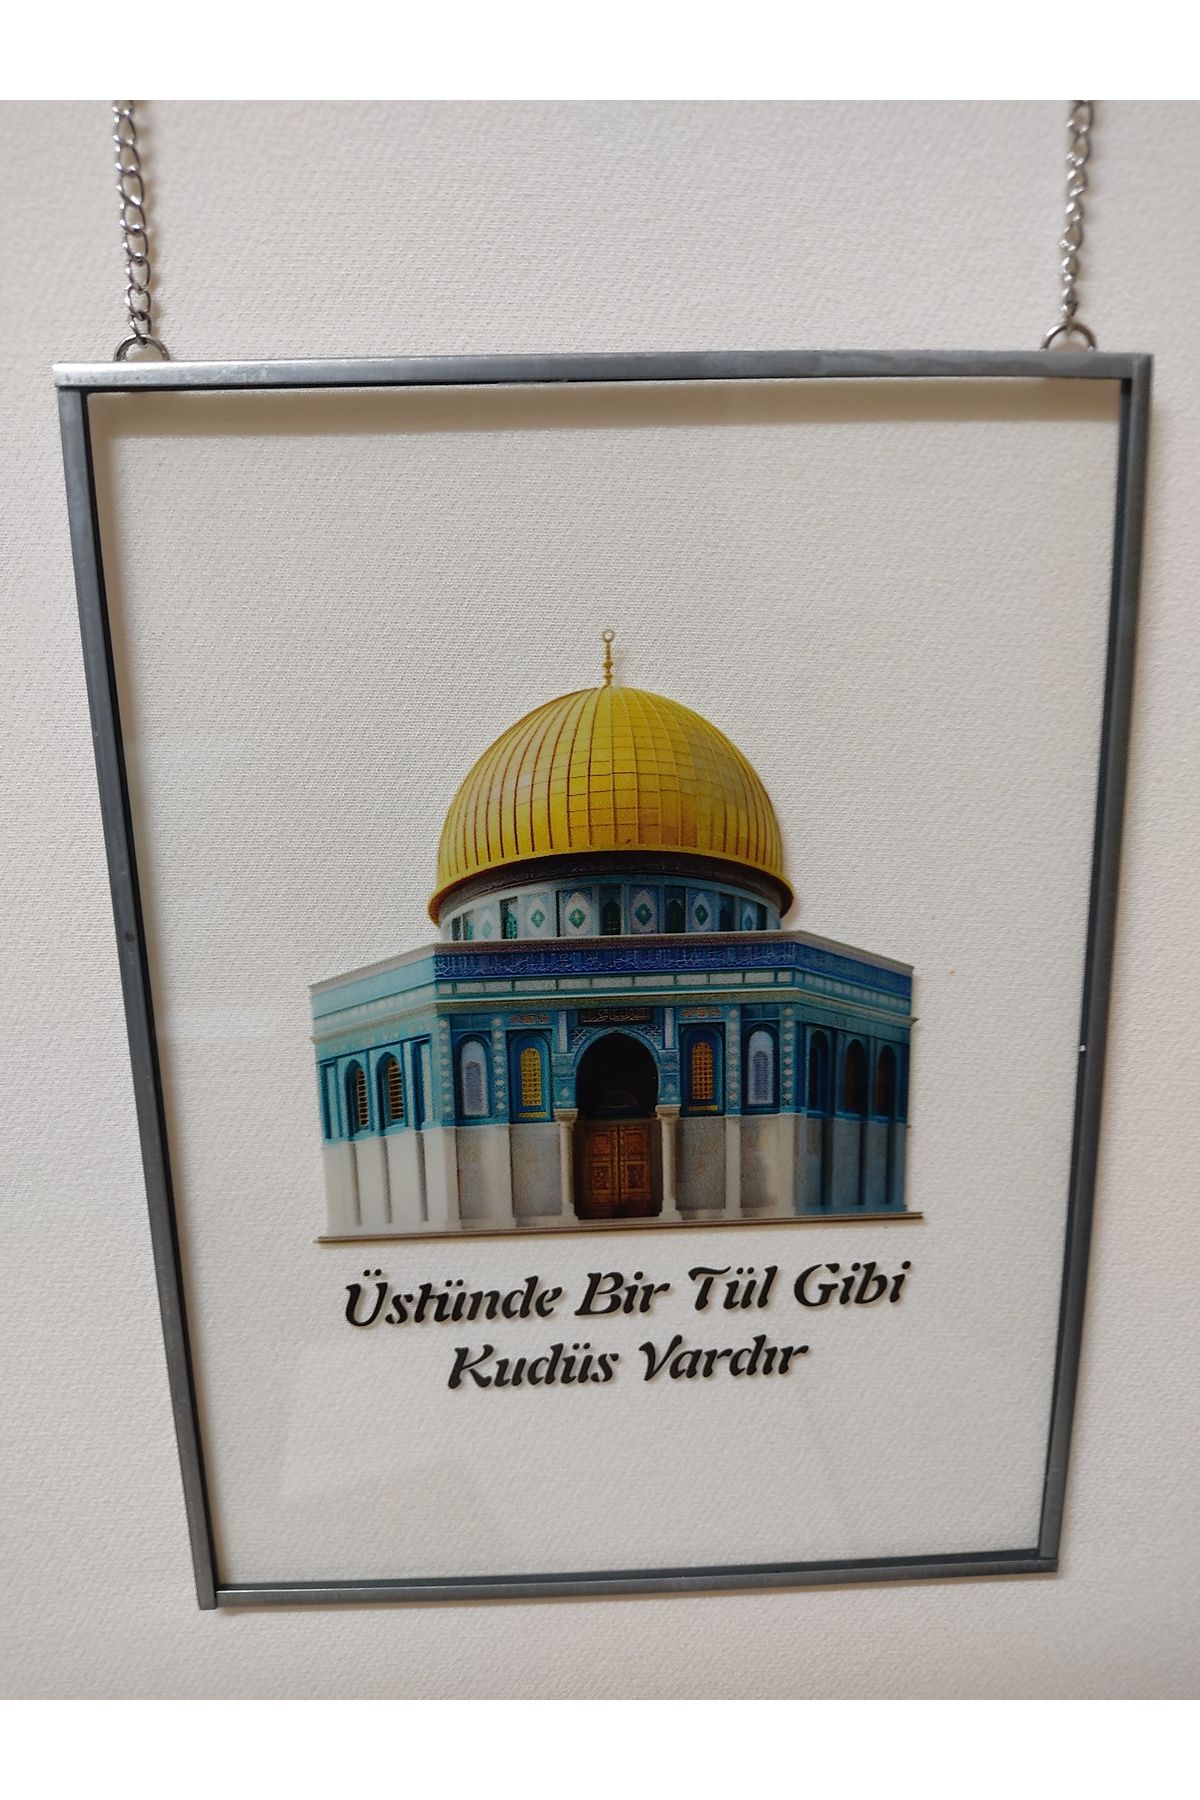 Üstünde Bir Tül Gibi
Kudüs Vardır